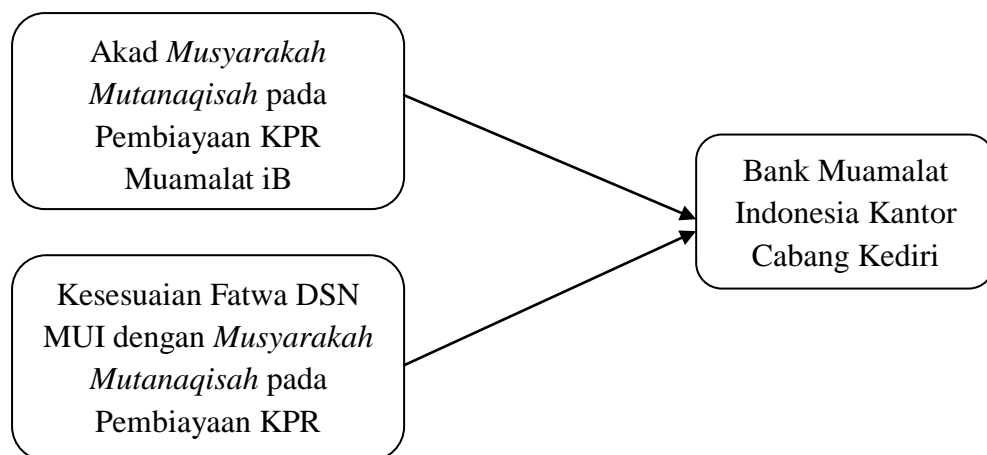 Akad Musyarakah
Mutanaqisah pada
Pembiayaan KPR
Muamalat iB
Kesesuaian Fatwa DSN
MUI dengan Musyarakah
Mutanaqisah pada
Pembiayaan KPR
Bank Muamalat
Indonesia Kantor
Cabang Kediri